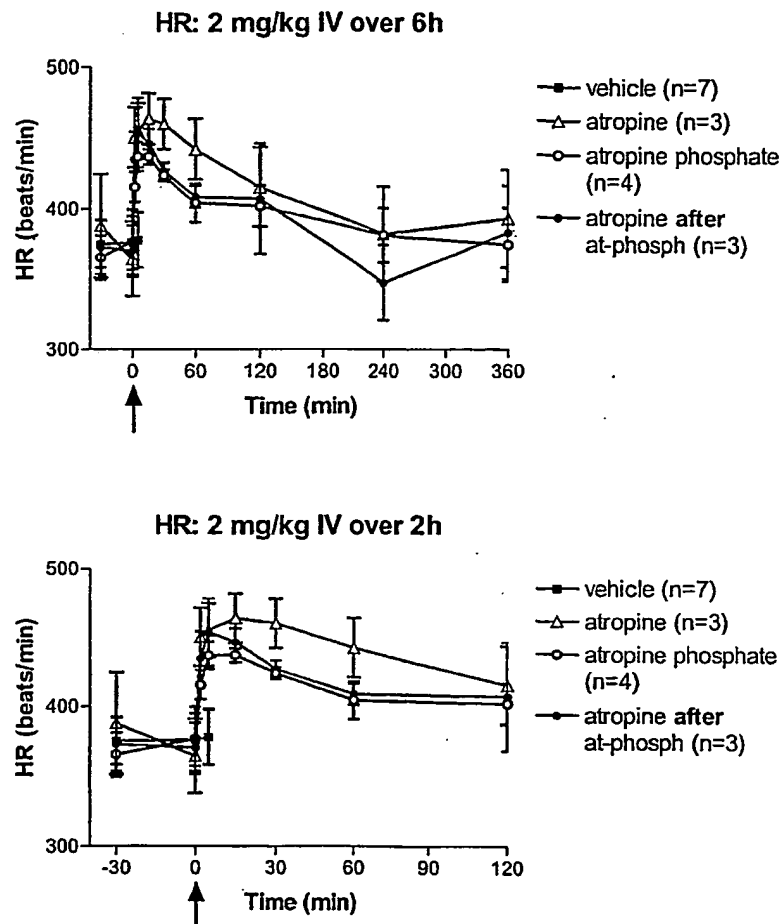 HR: 2 mg/kg IV over 6h
500
400
300
HR (beats/min)
0
60
120
180
240
300
360
Time (min)
vehicle (n=7)
atropine (n=3)
atropine phosphate
(n=4)
atropine after
at-phosph (n=3)
HR: 2 mg/kg IV over 2h
500
400
300
HR (beats/min)
-30
0
30
60
90
120
Time (min)
vehicle (n=7)
atropine (n=3)
atropine phosphate
(n=4)
atropine after
at-phosph (n=3)